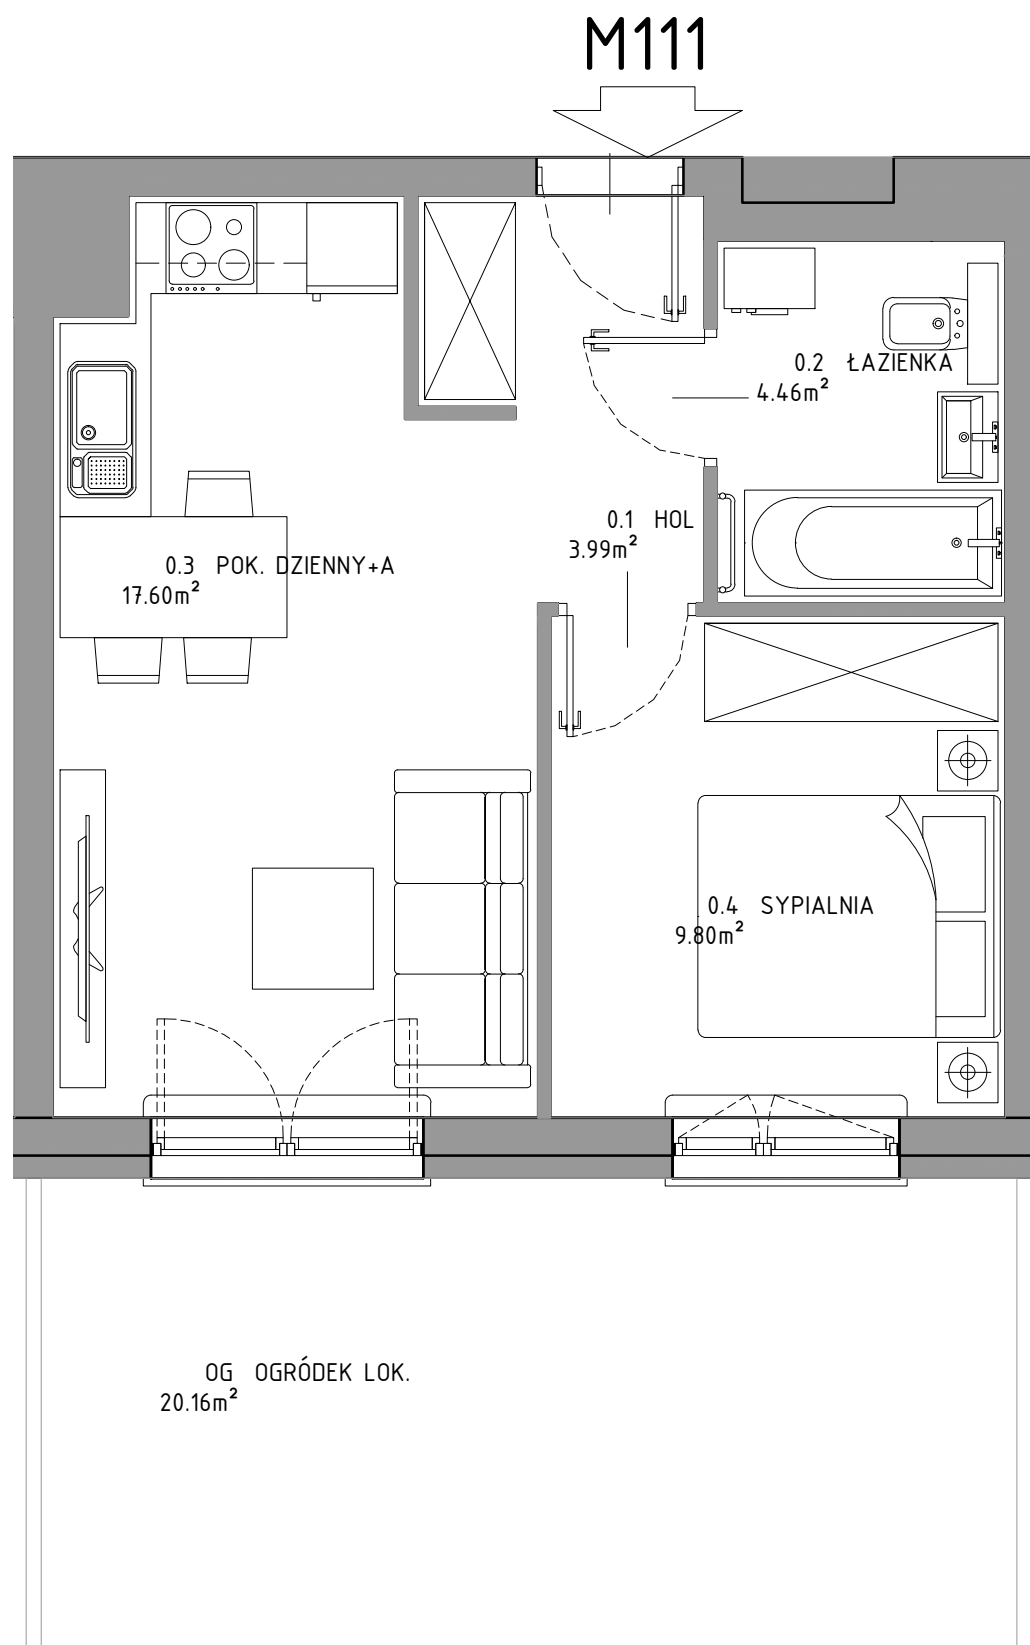 M111
0.2 ŁAZIENKA
4.46m²
0.1 HOL
3.99m²
0.3 POK. DZIENNY+A
17.60m²
0.4 SYPIALNIA
9.80m²
OG OGRÓDEK LOK.
20.16m²